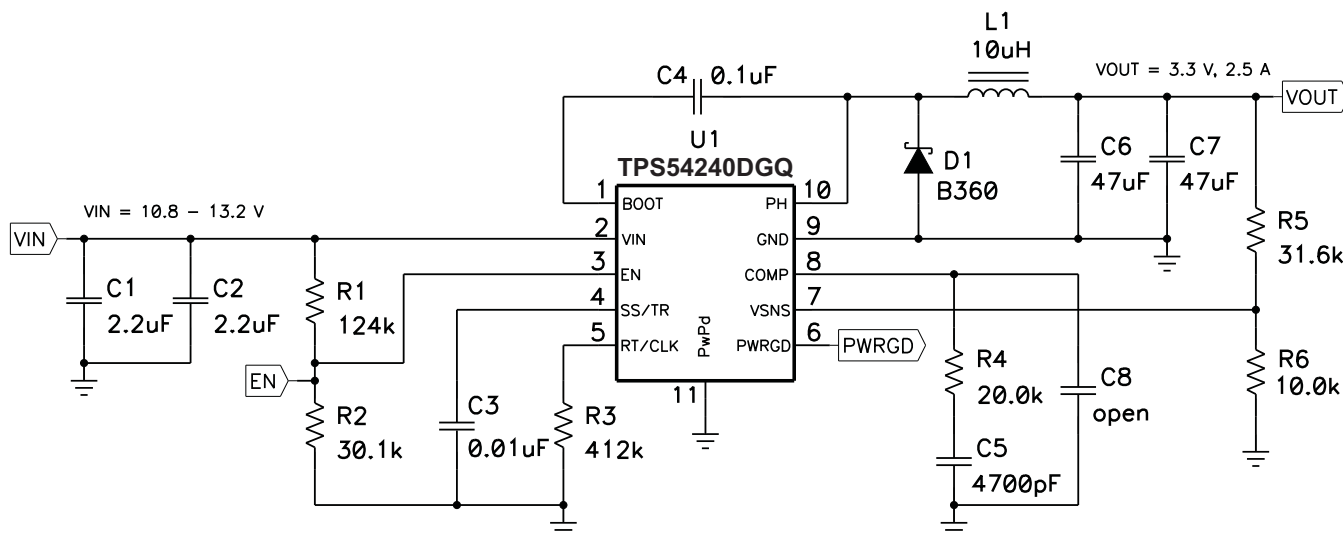 L1
10uH
C4 0.1uF
VOUT = 3.3 V, 2.5 A
VOUT
U1
TPS54240DGQ
C6
47uF
C7
47uF
D1
B360
1 BOOT
PH 10
VIN = 10.8 – 13.2 V
VIN
2 VIN
GND 9
R5
31.6k
3 EN
COMP 8
C1
2.2uF
C2
2.2uF
R1
124k
4 SS/TR
VSNS 7
5 RT/CLK
PwPd
PWRGD 6
PWRGD
EN
R4
20.0k
C8
open
R6
10.0k
11
R2
30.1k
C3
0.01uF
R3
412k
C5
4700pF